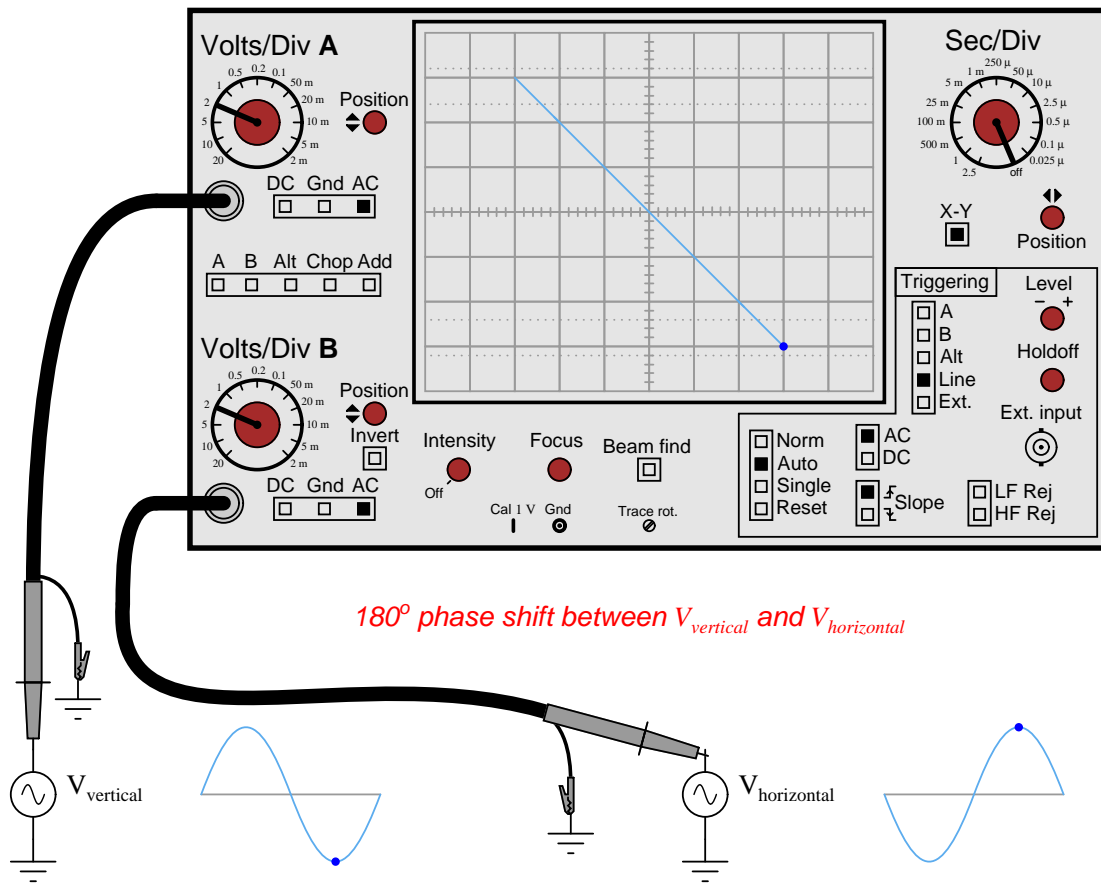 Volts/Div A
0.5 0.2 0.1
1 50 m
2 20 m
5 10 m
10 5 m
20 2 m
Position
DC Gnd AC
A B Alt Chop Add
Volts/Div B
0.5 0.2 0.1
1 50 m
2 20 m
5 10 m
10 5 m
20 2 m
Position
Invert
DC Gnd AC
Intensity
Off
Focus
Beam find
Cal 1 V Gnd
Trace rot.
Sec/Div
250 µ
1 m 50 µ
5 m 10 µ
25 m 2.5 µ
100 m 0.5 µ
500 m 0.1 µ
1 0.025 µ
2.5 off
X-Y
Position
Triggering
A
B
Alt
Line
Ext.
Level
– +
Holdoff
Ext. input
Norm
Auto
Single
Reset
AC
DC
Slope
LF Rej
HF Rej
180° phase shift between Vvertical and Vhorizontal
Vvertical
Vhorizontal